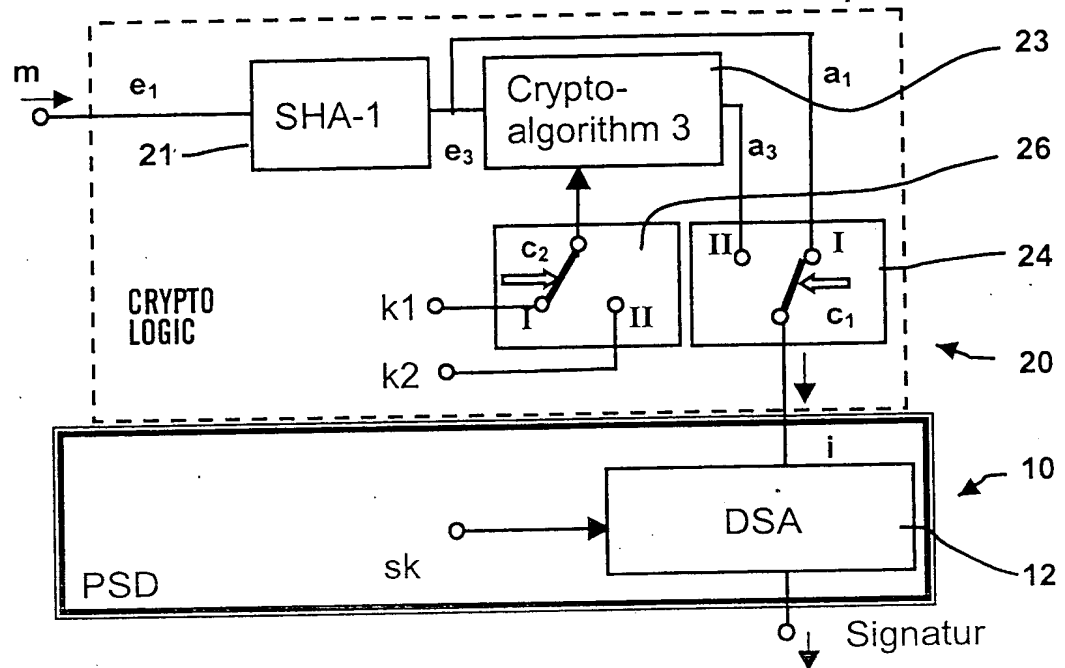 23
m
e₁
a₁
SHA-1
Crypto-
algorithm 3
21
e₃
a₃
26
c₂
II
I
24
CRYPTO
LOGIC
k1
I
II
c₁
k2
20
i
10
DSA
sk
PSD
12
Signatur